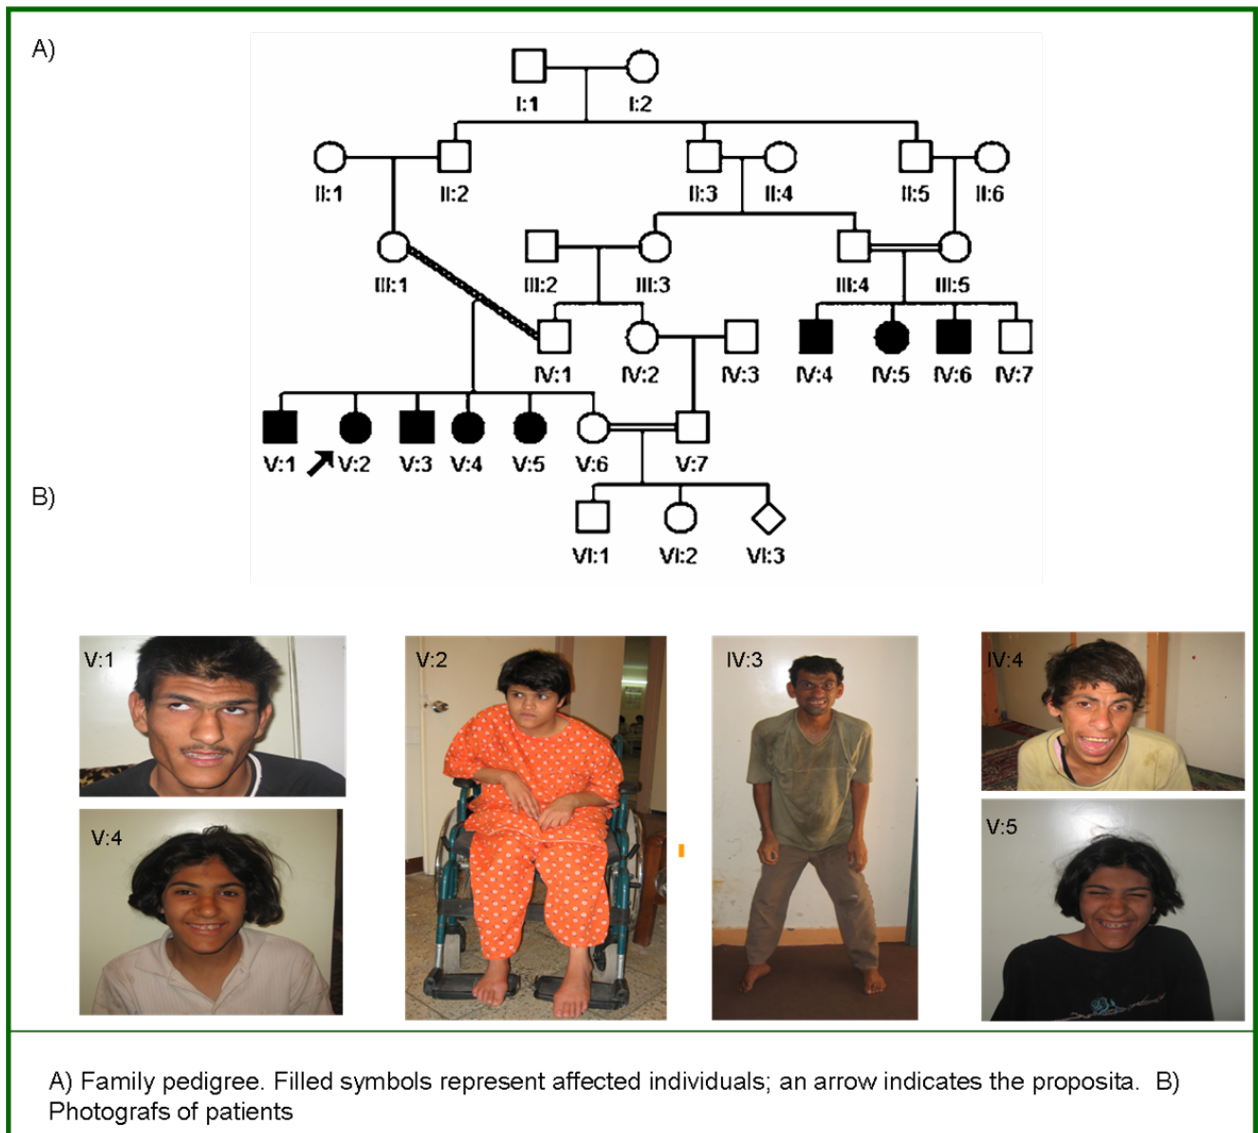 A)
I:1 I:2
II:1 II:2 II:3 II:4 II:5 II:6
III:1 III:2 III:3 III:4 III:5
IV:1 IV:2 IV:3 IV:4 IV:5 IV:6 IV:7
V:1 V:2 V:3 V:4 V:5 V:6 V:7
VI:1 VI:2 VI:3
B)
V:1 V:2 IV:3 IV:4
V:4 V:5
A) Family pedigree. Filled symbols represent affected individuals; an arrow indicates the proposita. B)
Photografs of patients